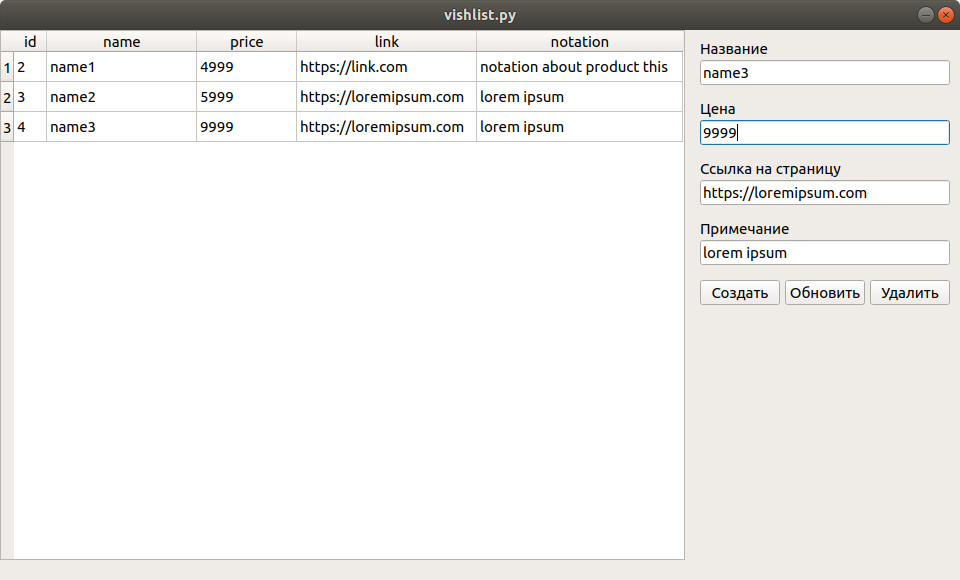 vishlist.py
id name price link notation
1 2 name1 4999 https://link.com notation about product this
2 3 name2 5999 https://loremipsum.com lorem ipsum
3 4 name3 9999 https://loremipsum.com lorem ipsum
Название
name3
Цена
9999
Ссылка на страницу
https://loremipsum.com
Примечание
lorem ipsum
Создать Обновить Удалить